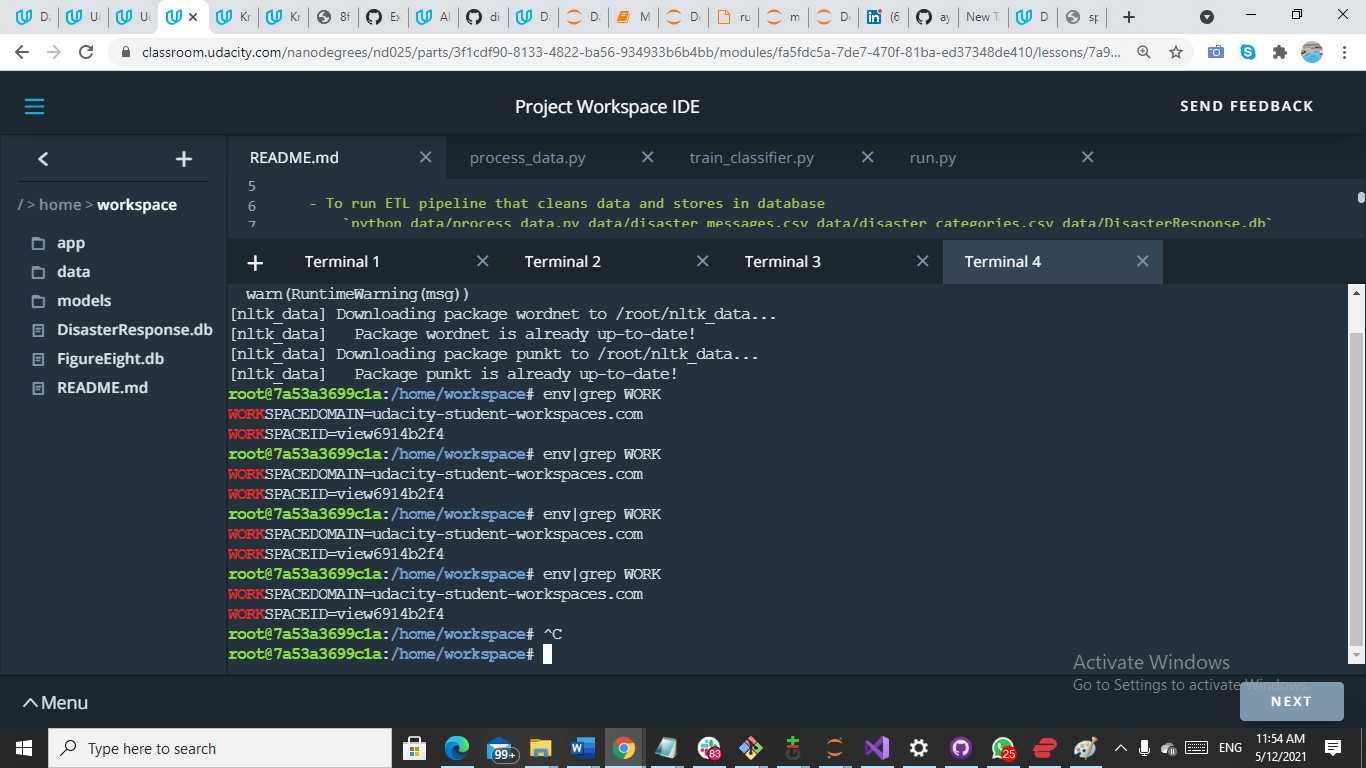 classroom.udacity.com/nanodegrees/nd025/parts/3f1cdf90-8133-4822-ba56-934933b6b4bb/modules/fa5fdc5a-7de7-470f-81ba-ed37348de410/lessons/7a9...
Project Workspace IDE
SEND FEEDBACK
README.md process_data.py train_classifier.py run.py
/ > home > workspace
app
data
models
DisasterResponse.db
FigureEight.db
README.md
5
6 - To run ETL pipeline that cleans data and stores in database
7 `python data/process_data.py data/disaster_messages.csv data/disaster_categories.csv data/DisasterResponse.db`
Terminal 1 Terminal 2 Terminal 3 Terminal 4
warn(RuntimeWarning(msg))
[nltk_data] Downloading package wordnet to /root/nltk_data...
[nltk_data]   Package wordnet is already up-to-date!
[nltk_data] Downloading package punkt to /root/nltk_data...
[nltk_data]   Package punkt is already up-to-date!
root@7a53a3699c1a:/home/workspace# env|grep WORK
WORKSPACEDOMAIN=udacity-student-workspaces.com
WORKSPACEID=view6914b2f4
root@7a53a3699c1a:/home/workspace# env|grep WORK
WORKSPACEDOMAIN=udacity-student-workspaces.com
WORKSPACEID=view6914b2f4
root@7a53a3699c1a:/home/workspace# env|grep WORK
WORKSPACEDOMAIN=udacity-student-workspaces.com
WORKSPACEID=view6914b2f4
root@7a53a3699c1a:/home/workspace# env|grep WORK
WORKSPACEDOMAIN=udacity-student-workspaces.com
WORKSPACEID=view6914b2f4
root@7a53a3699c1a:/home/workspace# ^C
root@7a53a3699c1a:/home/workspace#
Activate Windows
Go to Settings to activate Windows.
NEXT
Menu
Type here to search
99+
83
25
ENG
11:54 AM
5/12/2021